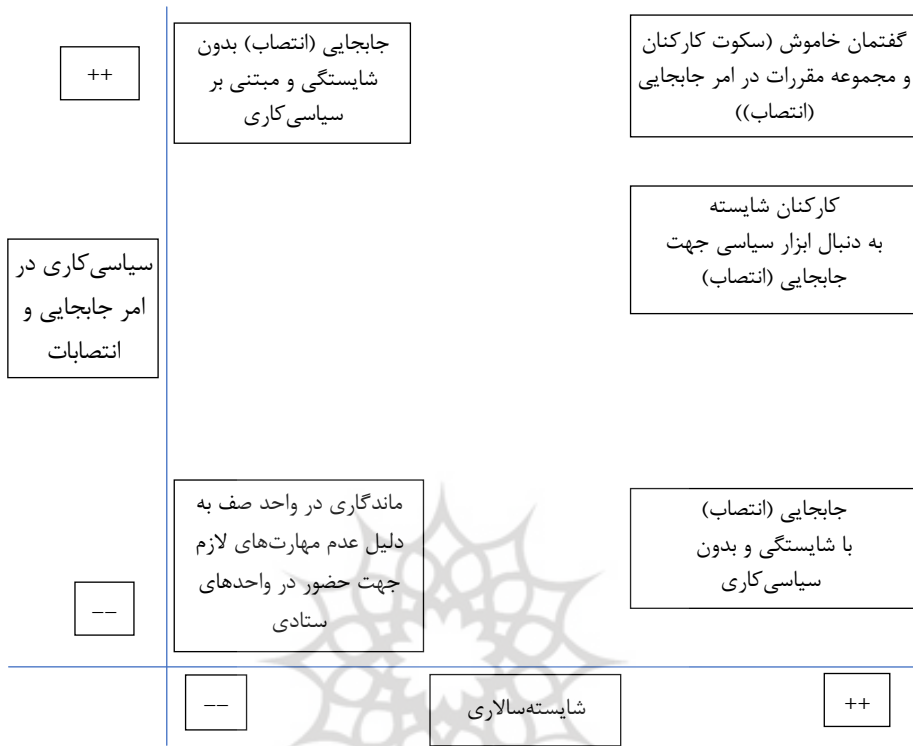 گفتمان خاموش (سکوت کارکنان
و مجموعه مقررات در امر جابجایی
(انتصاب))
جابجایی (انتصاب) بدون
شایستگی و مبتنی بر
سیاسی‌کاری
++
کارکنان شایسته
به دنبال ابزار سیاسی جهت
جابجایی (انتصاب)
سیاسی‌کاری در
امر جابجایی و
انتصابات
جابجایی (انتصاب)
با شایستگی و بدون
سیاسی‌کاری
ماندگاری در واحد صف به
دلیل عدم مهارت‌های لازم
جهت حضور در واحدهای
ستادی
--
++
شایسته‌سالاری
--